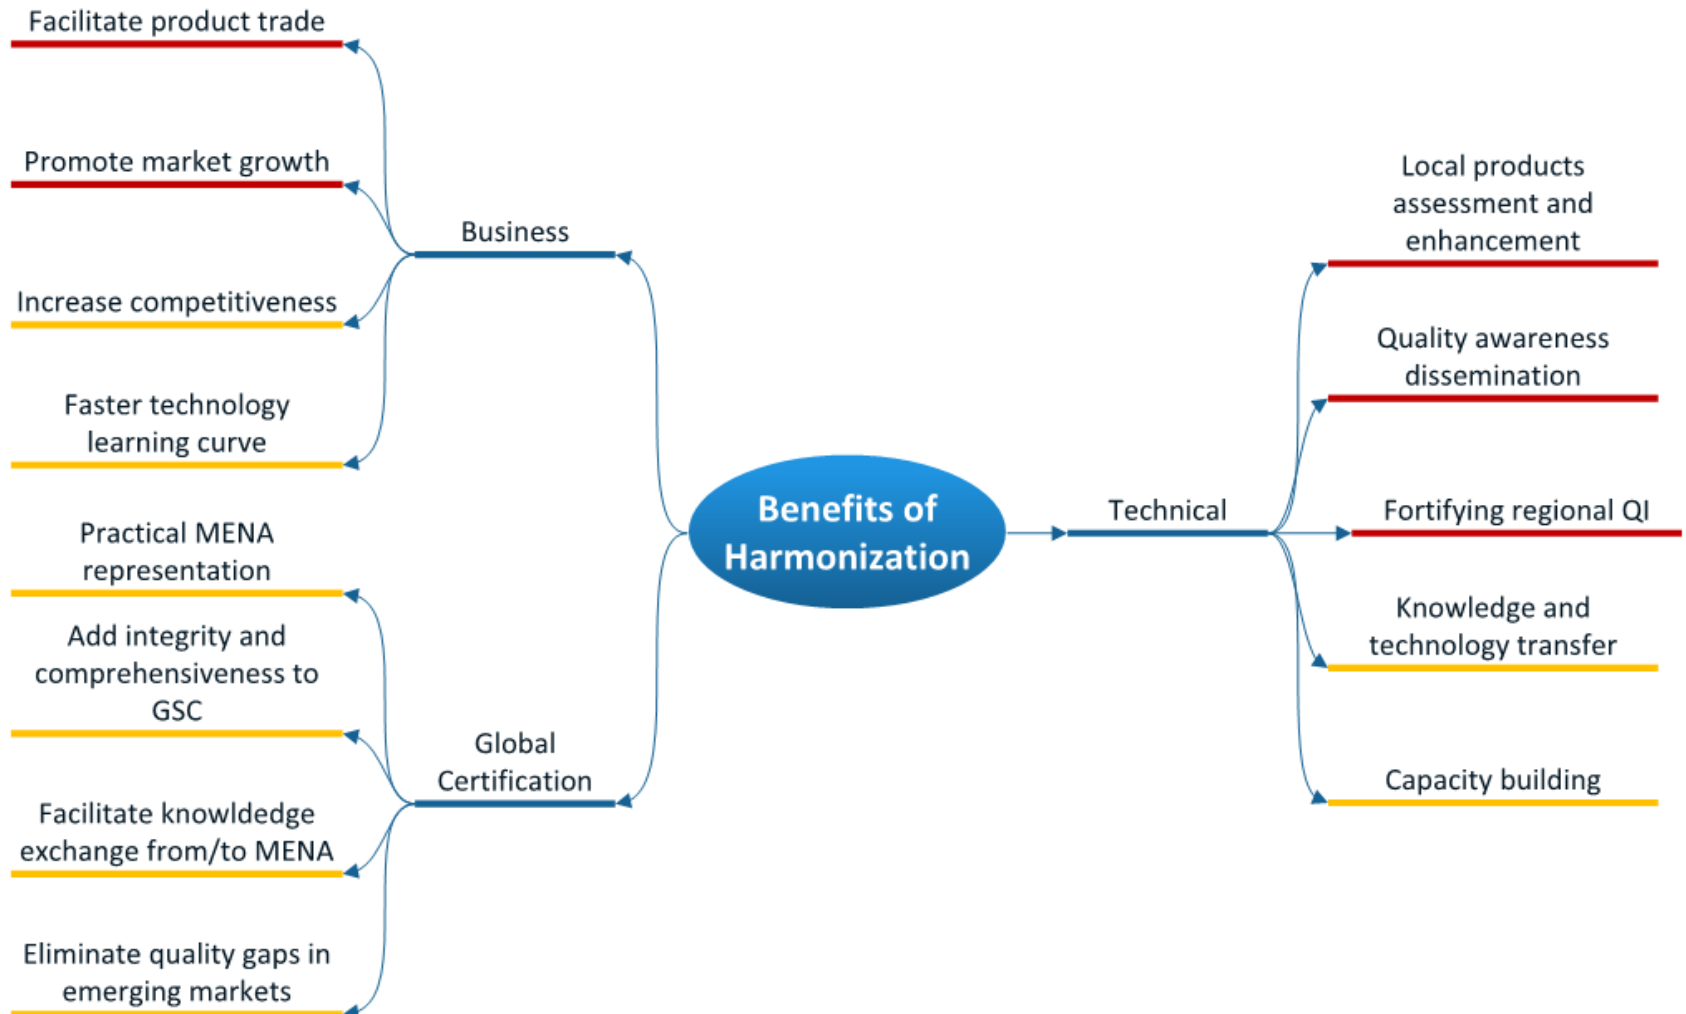 Facilitate product trade
Promote market growth
Increase competitiveness
Faster technology
learning curve
Business
Practical MENA
representation
Add integrity and
comprehensiveness to
GSC
Facilitate knowldedge
exchange from/to MENA
Eliminate quality gaps in
emerging markets
Global
Certification
Benefits of
Harmonization
Technical
Local products
assessment and
enhancement
Quality awareness
dissemination
Fortifying regional QI
Knowledge and
technology transfer
Capacity building